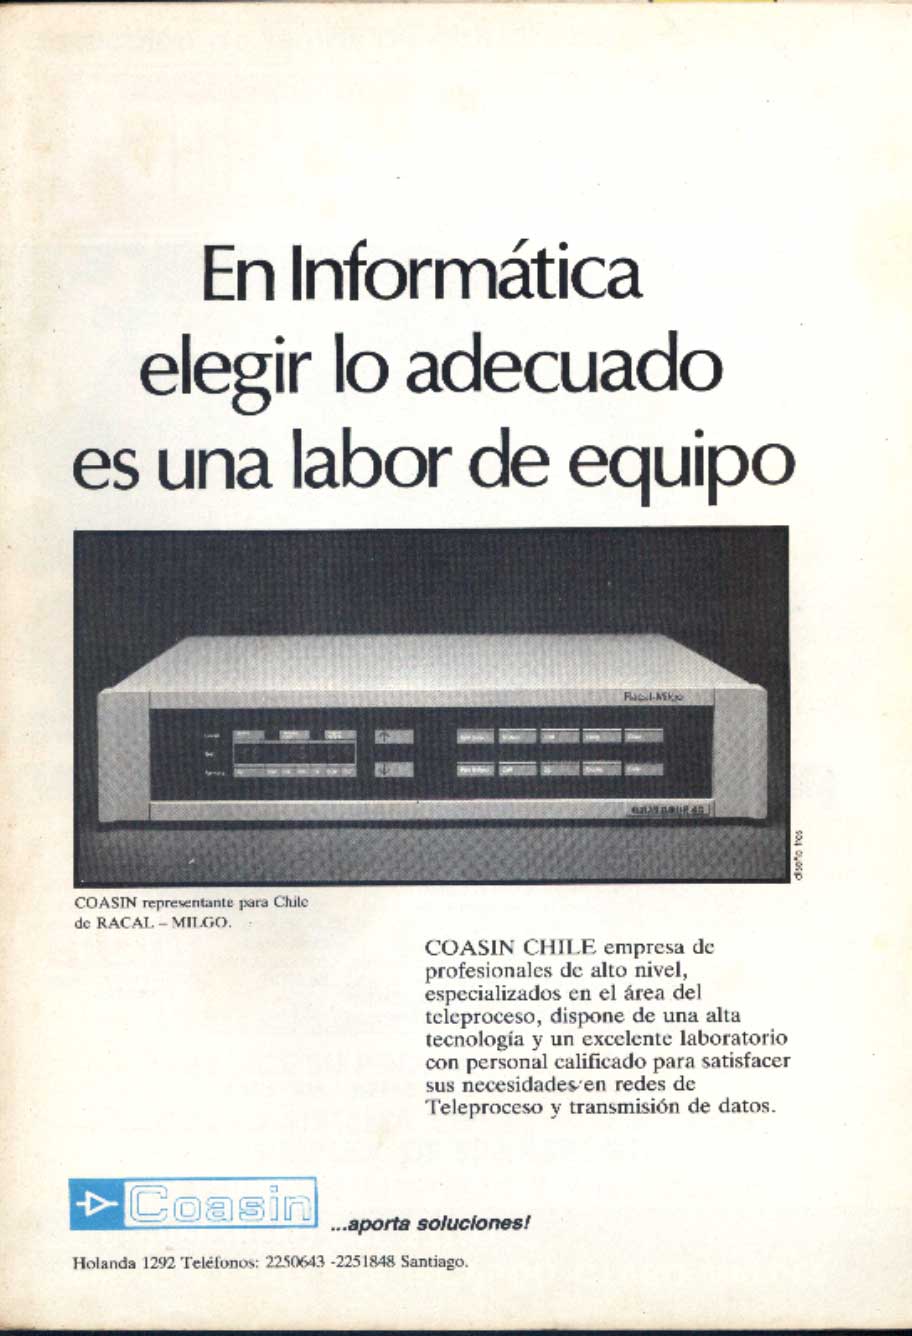 En Informática
elegir lo adecuado
es una labor de equipo
Racal-Milgo
diseño tres
COASIN representante para Chile
de RACAL – MILGO.
COASIN CHILE empresa de
profesionales de alto nivel,
especializados en el área del
teleproceso, dispone de una alta
tecnología y un excelente laboratorio
con personal calificado para satisfacer
sus necesidades en redes de
Teleproceso y transmisión de datos.
Coasin
...aporta soluciones!
Holanda 1292 Teléfonos: 2250643 -2251848 Santiago.